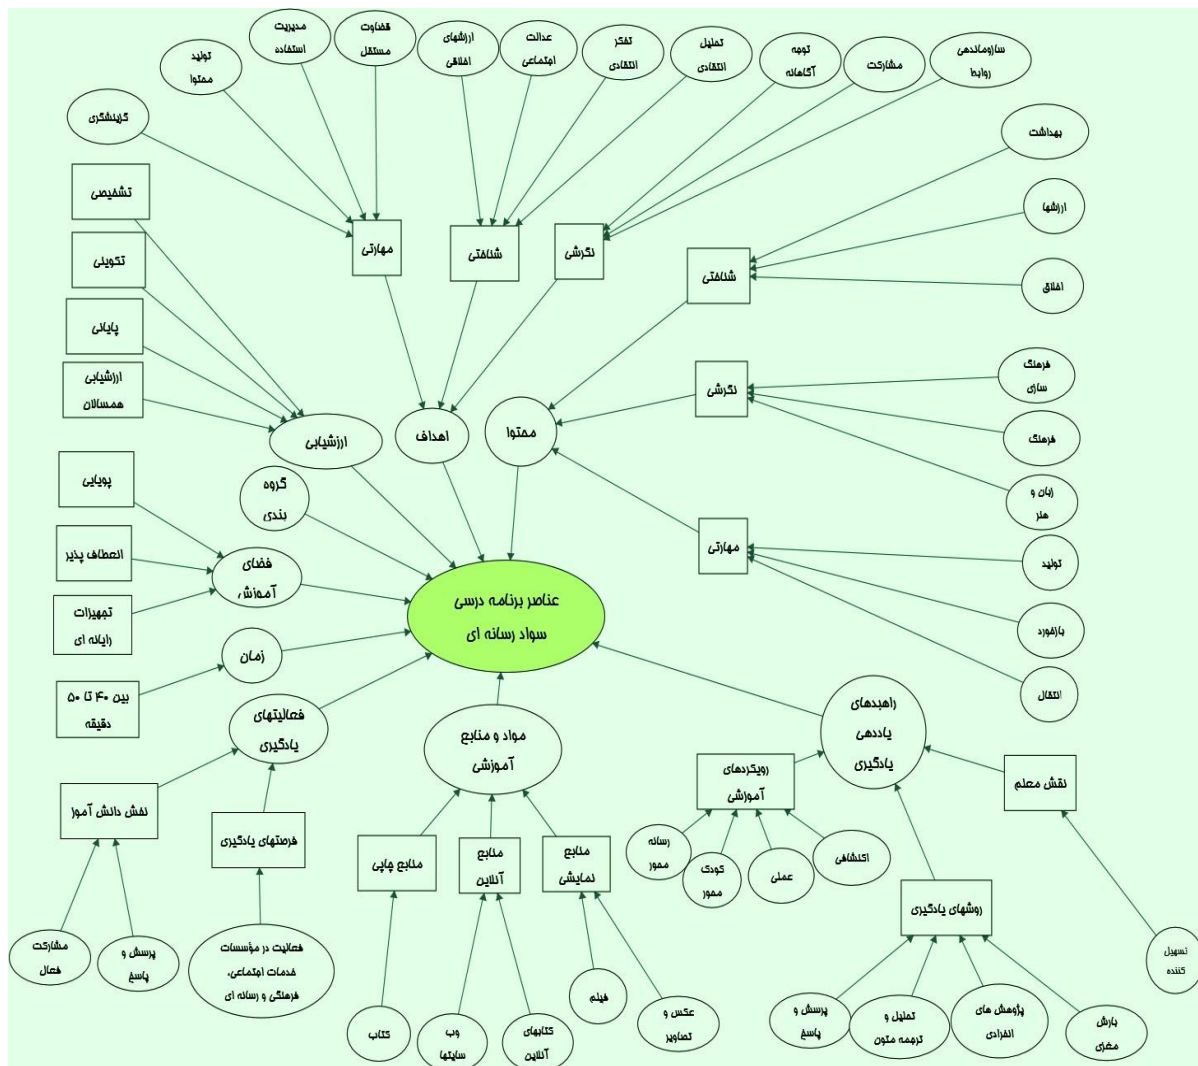 سازوماندهی
روابط
مشارکت
توجه
آگاهانه
تحلیل
انتقادی
تفکر
انتقادی
عدالت
اجتماعی
ارزشهای
اخلاقی
قضاوت
مستقل
مدیریت
استفاده
تولید
محتوا
گزینشگری
بهداشت
ارزشها
اخلاق
شناختی
نگرشی
شناختی
مهارتی
تشخیصی
تکوینی
پایانی
ارزشیابی
همسالان
فرهنگ
سازی
فرهنگ
زبان و
هنر
نگرشی
محتوا
اهداف
ارزشیابی
گروه
بندی
پویایی
انعطاف پذیر
تجهیزات
رایانه ای
فضای
آموزش
مهارتی
تولید
بازخورد
انتقال
عناصر برنامه درسی
سواد رسانه ای
زمان
بین ۴۰ تا ۵۰
دقیقه
راهبدهای
یاددهی
یادگیری
مواد و منابع
آموزشی
فعالیتهای
یادگیری
نقش معلم
رویکردهای
آموزشی
نقش دانش آموز
فرصتهای یادگیری
منابع چاپی
منابع
آنلاین
منابع
نمایشی
رسانه
محور
کودک
محور
عملی
اکتشافی
روشهای یادگیری
تسهیل
کننده
مشارکت
فعال
پرسش و
پاسخ
فعالیت در مؤسسات
خدمات اجتماعی،
فرهنگی و رسانه ای
کتاب
وب
سایتها
کتابهای
آنلاین
فیلم
عکس و
تصاویر
پرسش و
پاسخ
تحلیل و
ترجمه متون
پژوهش های
انفرادی
بارش
مغزی